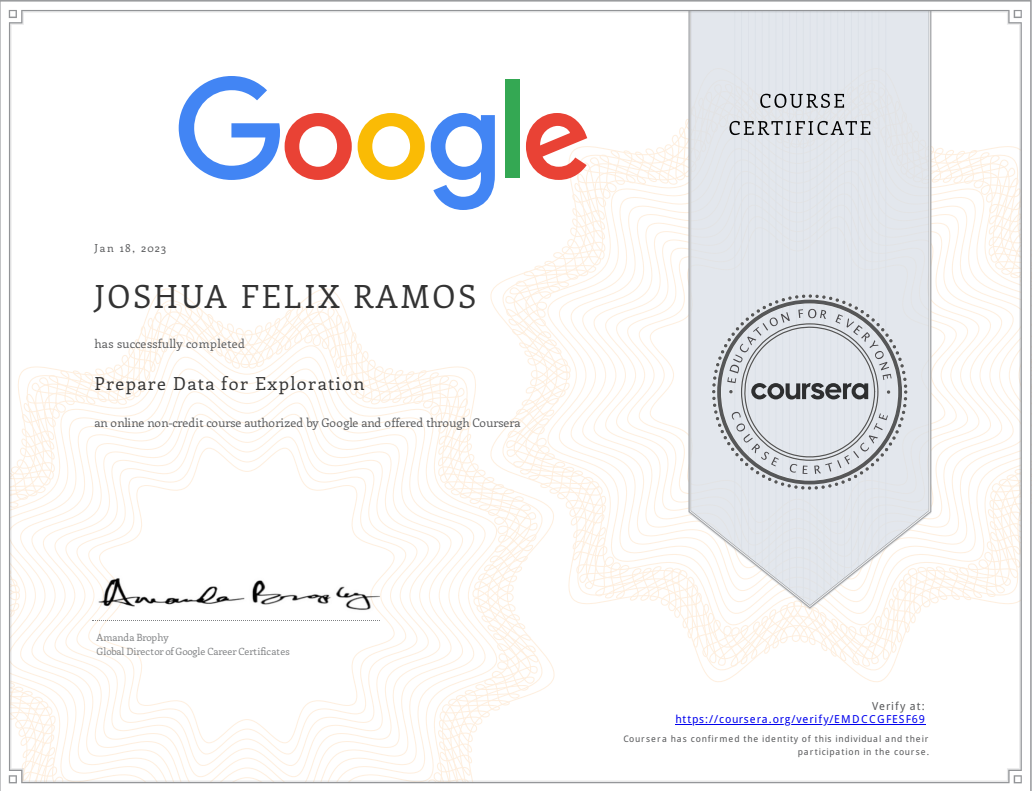 Google
COURSE
CERTIFICATE
Jan 18, 2023
JOSHUA FELIX RAMOS
has successfully completed
Prepare Data for Exploration
an online non-credit course authorized by Google and offered through Coursera
EDUCATION FOR EVERYONE
coursera
COURSE CERTIFICATE
Amanda Brophy
Amanda Brophy
Global Director of Google Career Certificates
Verify at:
https://coursera.org/verify/EMDCCGFESF69
Coursera has confirmed the identity of this individual and their
participation in the course.